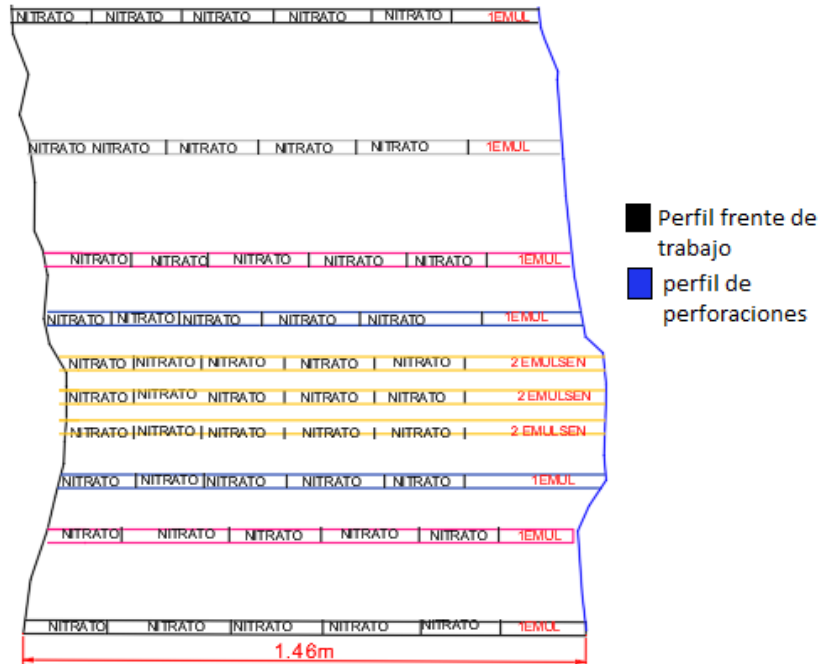 NITRATO NITRATO NITRATO NITRATO NITRATO 1EMUL
NITRATO NITRATO NITRATO NITRATO NITRATO 1EMUL
NITRATO NITRATO NITRATO NITRATO NITRATO 1EMUL
NITRATO NITRATO NITRATO NITRATO NITRATO 1EMUL
NITRATO NITRATO NITRATO NITRATO NITRATO 2 EMULSEN
NITRATO NITRATO NITRATO NITRATO NITRATO 2 EMULSEN
NITRATO NITRATO NITRATO NITRATO NITRATO 2 EMULSEN
NITRATO NITRATO NITRATO NITRATO NITRATO 1EMUL
NITRATO NITRATO NITRATO NITRATO NITRATO 1EMUL
NITRATO NITRATO NITRATO NITRATO NITRATO 1EMUL
1.46m
Perfil frente de
trabajo
perfil de
perforaciones